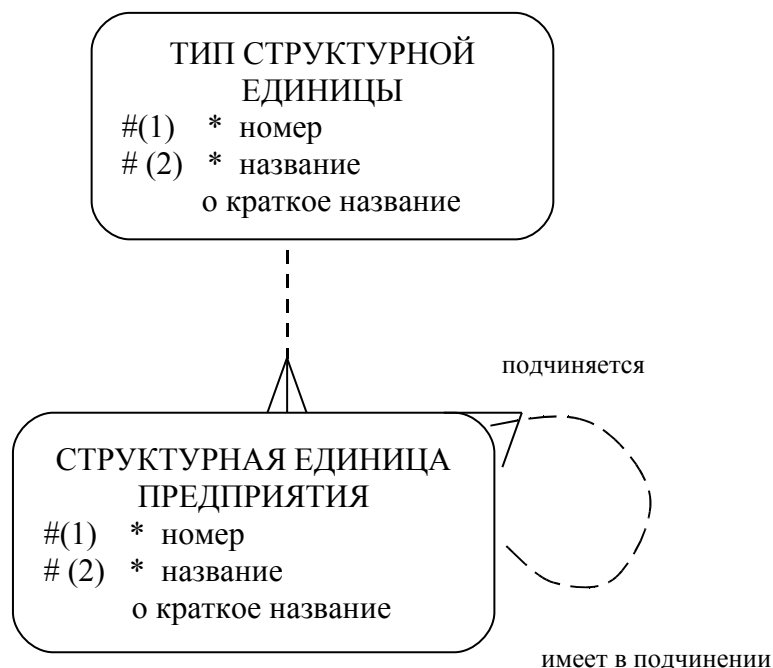 ТИП СТРУКТУРНОЙ
ЕДИНИЦЫ
#(1) * номер
# (2) * название
о краткое название
подчиняется
СТРУКТУРНАЯ ЕДИНИЦА
ПРЕДПРИЯТИЯ
#(1) * номер
# (2) * название
о краткое название
имеет в подчинении